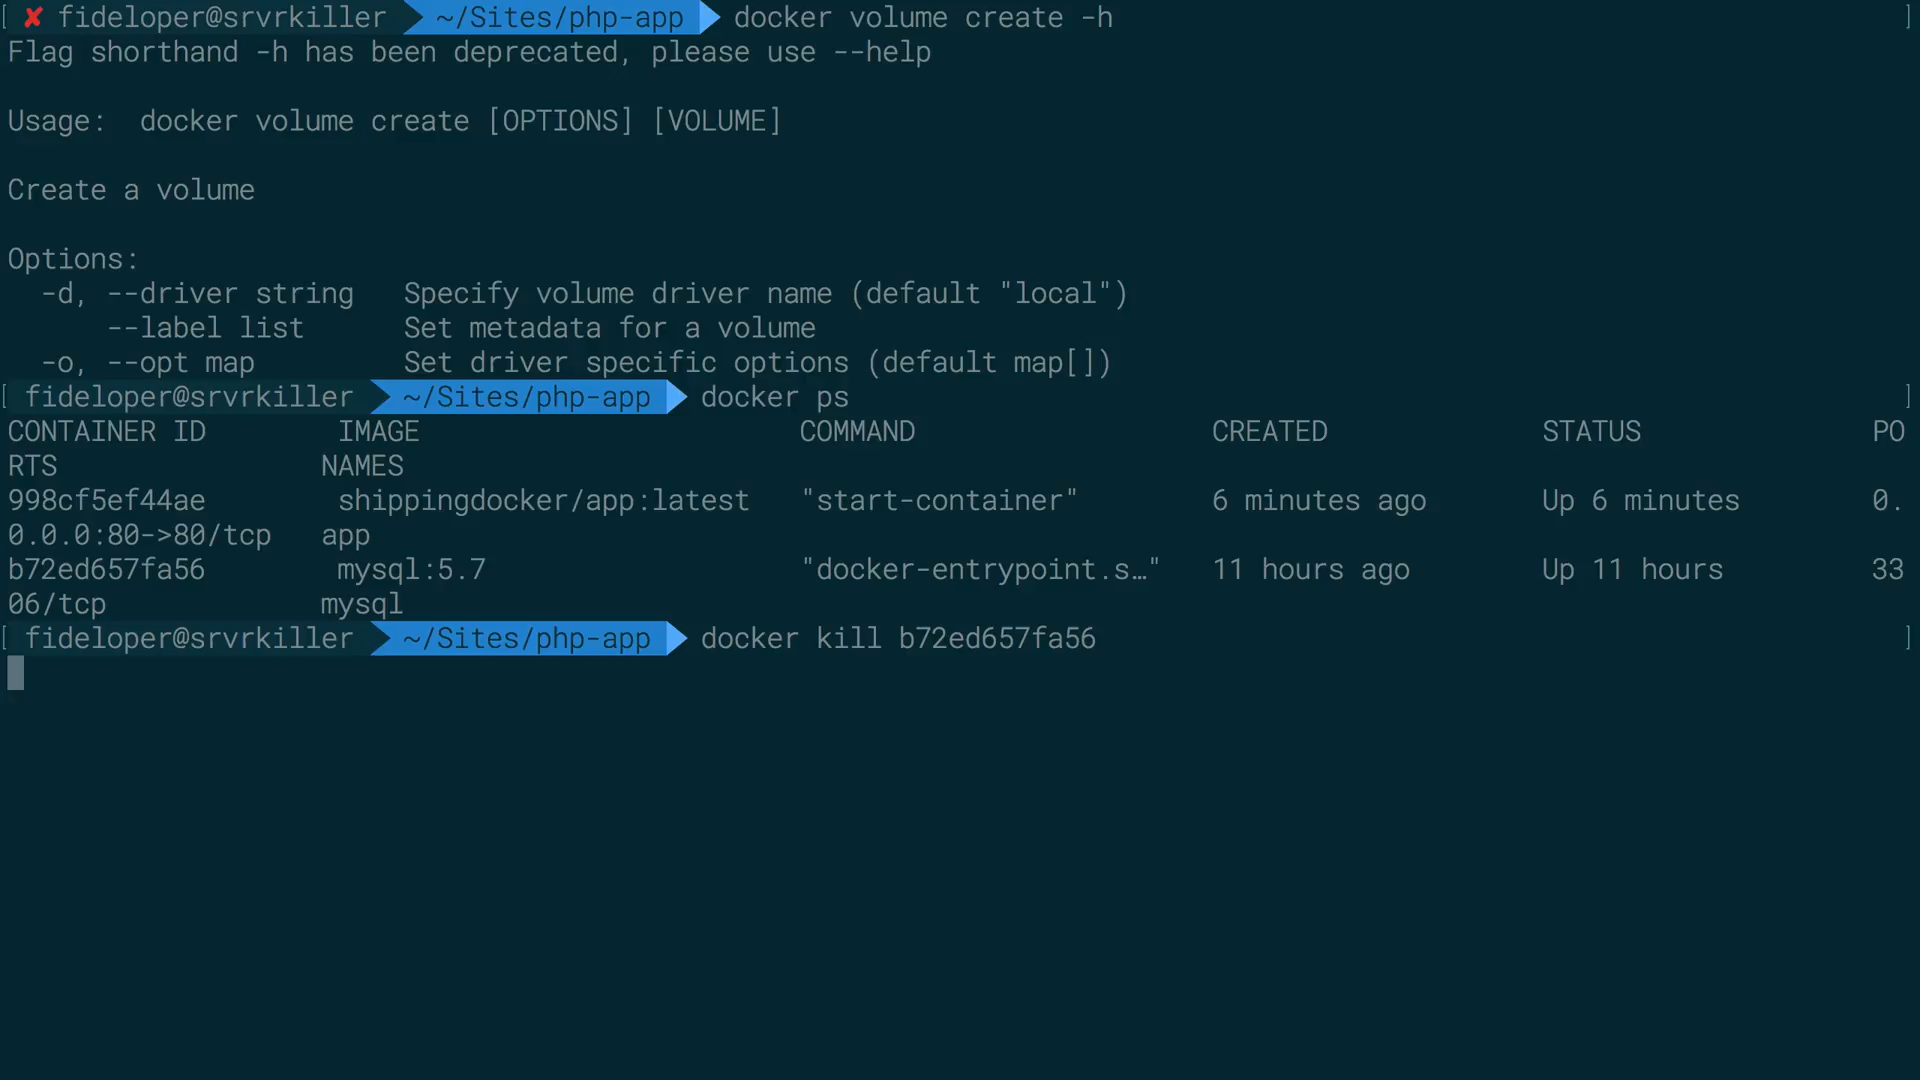 [ ✘ fideloper@srvrkiller ~/Sites/php-app docker volume create -h ]
Flag shorthand -h has been deprecated, please use --help
Usage:  docker volume create [OPTIONS] [VOLUME]
Create a volume
Options:
  -d, --driver string   Specify volume driver name (default "local")
      --label list      Set metadata for a volume
  -o, --opt map         Set driver specific options (default map[])
[ fideloper@srvrkiller ~/Sites/php-app docker ps ]
CONTAINER ID        IMAGE                       COMMAND                  CREATED             STATUS              PO
RTS                NAMES
998cf5ef44ae        shippingdocker/app:latest   "start-container"        6 minutes ago       Up 6 minutes        0.
0.0.0:80->80/tcp   app
b72ed657fa56        mysql:5.7                   "docker-entrypoint.s…"   11 hours ago        Up 11 hours         33
06/tcp             mysql
[ fideloper@srvrkiller ~/Sites/php-app docker kill b72ed657fa56 ]